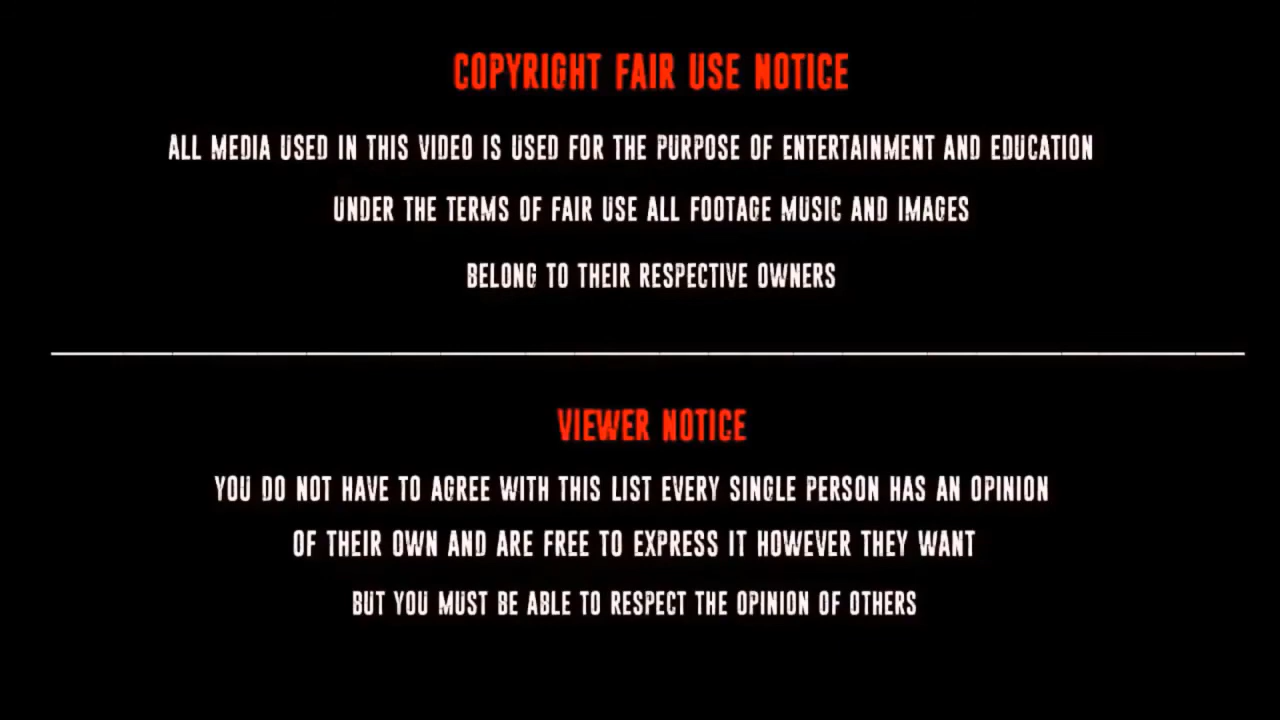 COPYRIGHT FAIR USE NOTICE
ALL MEDIA USED IN THIS VIDEO IS USED FOR THE PURPOSE OF ENTERTAINMENT AND EDUCATION
UNDER THE TERMS OF FAIR USE ALL FOOTAGE MUSIC AND IMAGES
BELONG TO THEIR RESPECTIVE OWNERS
VIEWER NOTICE
YOU DO NOT HAVE TO AGREE WITH THIS LIST EVERY SINGLE PERSON HAS AN OPINION
OF THEIR OWN AND ARE FREE TO EXPRESS IT HOWEVER THEY WANT
BUT YOU MUST BE ABLE TO RESPECT THE OPINION OF OTHERS